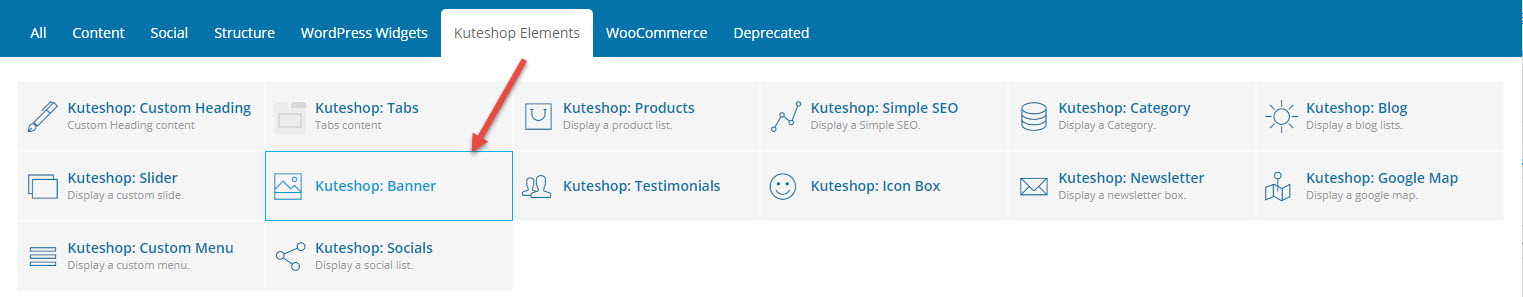 All Content Social Structure WordPress Widgets Kuteshop Elements WooCommerce Deprecated
Kuteshop: Custom Heading
Custom Heading content
Kuteshop: Tabs
Tabs content
Kuteshop: Products
Display a product list.
Kuteshop: Simple SEO
Display a Simple SEO.
Kuteshop: Category
Display a Category.
Kuteshop: Blog
Display a blog lists.
Kuteshop: Slider
Display a custom slide.
Kuteshop: Banner
Kuteshop: Testimonials
Kuteshop: Icon Box
Kuteshop: Newsletter
Display a newsletter box.
Kuteshop: Google Map
Display a google map.
Kuteshop: Custom Menu
Display a custom menu.
Kuteshop: Socials
Display a social list.